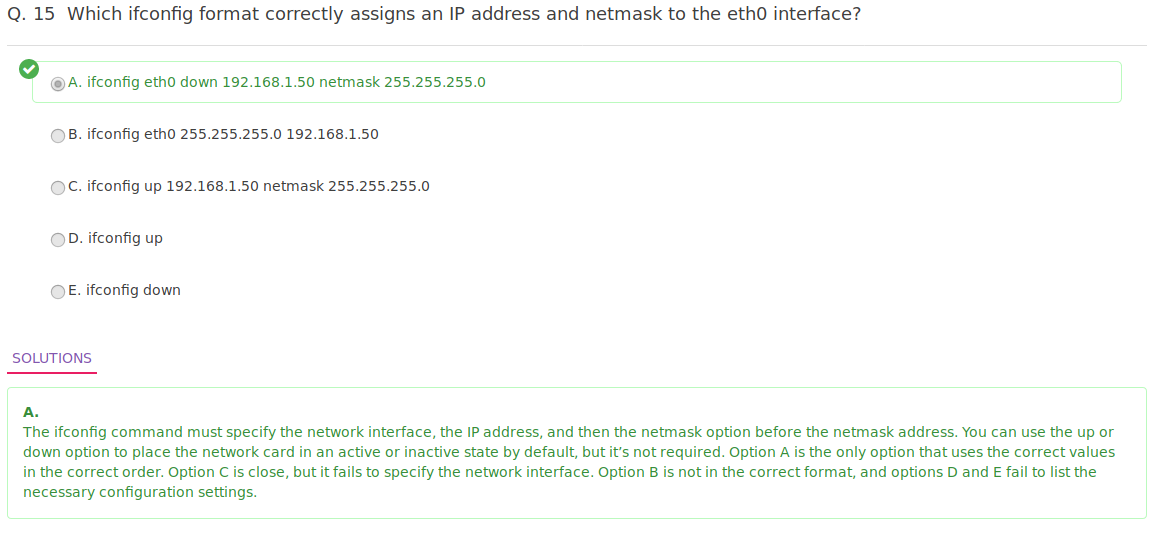 Q. 15 Which ifconfig format correctly assigns an IP address and netmask to the eth0 interface?
A. ifconfig eth0 down 192.168.1.50 netmask 255.255.255.0
B. ifconfig eth0 255.255.255.0 192.168.1.50
C. ifconfig up 192.168.1.50 netmask 255.255.255.0
D. ifconfig up
E. ifconfig down
SOLUTIONS
A.
The ifconfig command must specify the network interface, the IP address, and then the netmask option before the netmask address. You can use the up or
down option to place the network card in an active or inactive state by default, but it’s not required. Option A is the only option that uses the correct values
in the correct order. Option C is close, but it fails to specify the network interface. Option B is not in the correct format, and options D and E fail to list the
necessary configuration settings.